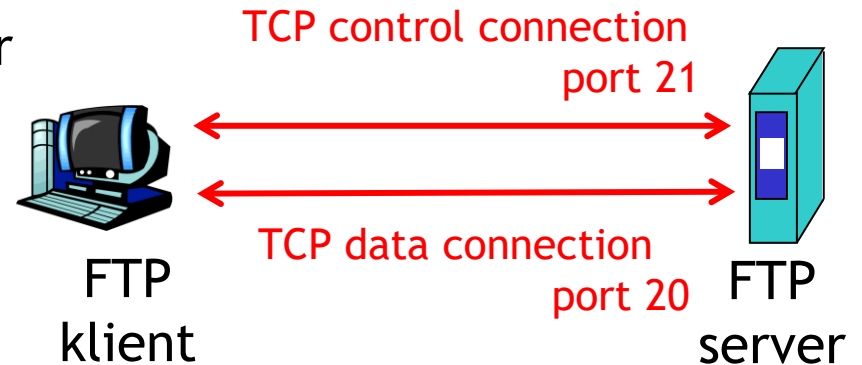 r
TCP control connection
port 21
TCP data connection
port 20
FTP
klient
FTP
server